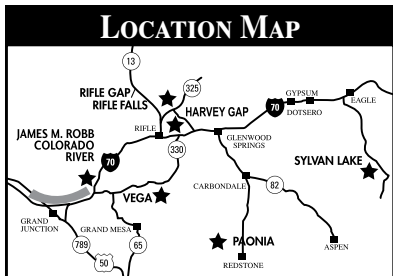 LOCATION MAP
13
RIFLE GAP/
RIFLE FALLS
325
70
GYPSUM
EAGLE
DOTSERO
HARVEY GAP
RIFLE
JAMES M. ROBB
COLORADO
RIVER
GLENWOOD
SPRINGS
330
70
SYLVAN LAKE
CARBONDALE
82
VEGA
GRAND
JUNCTION
GRAND MESA
789
65
50
PAONIA
ASPEN
REDSTONE